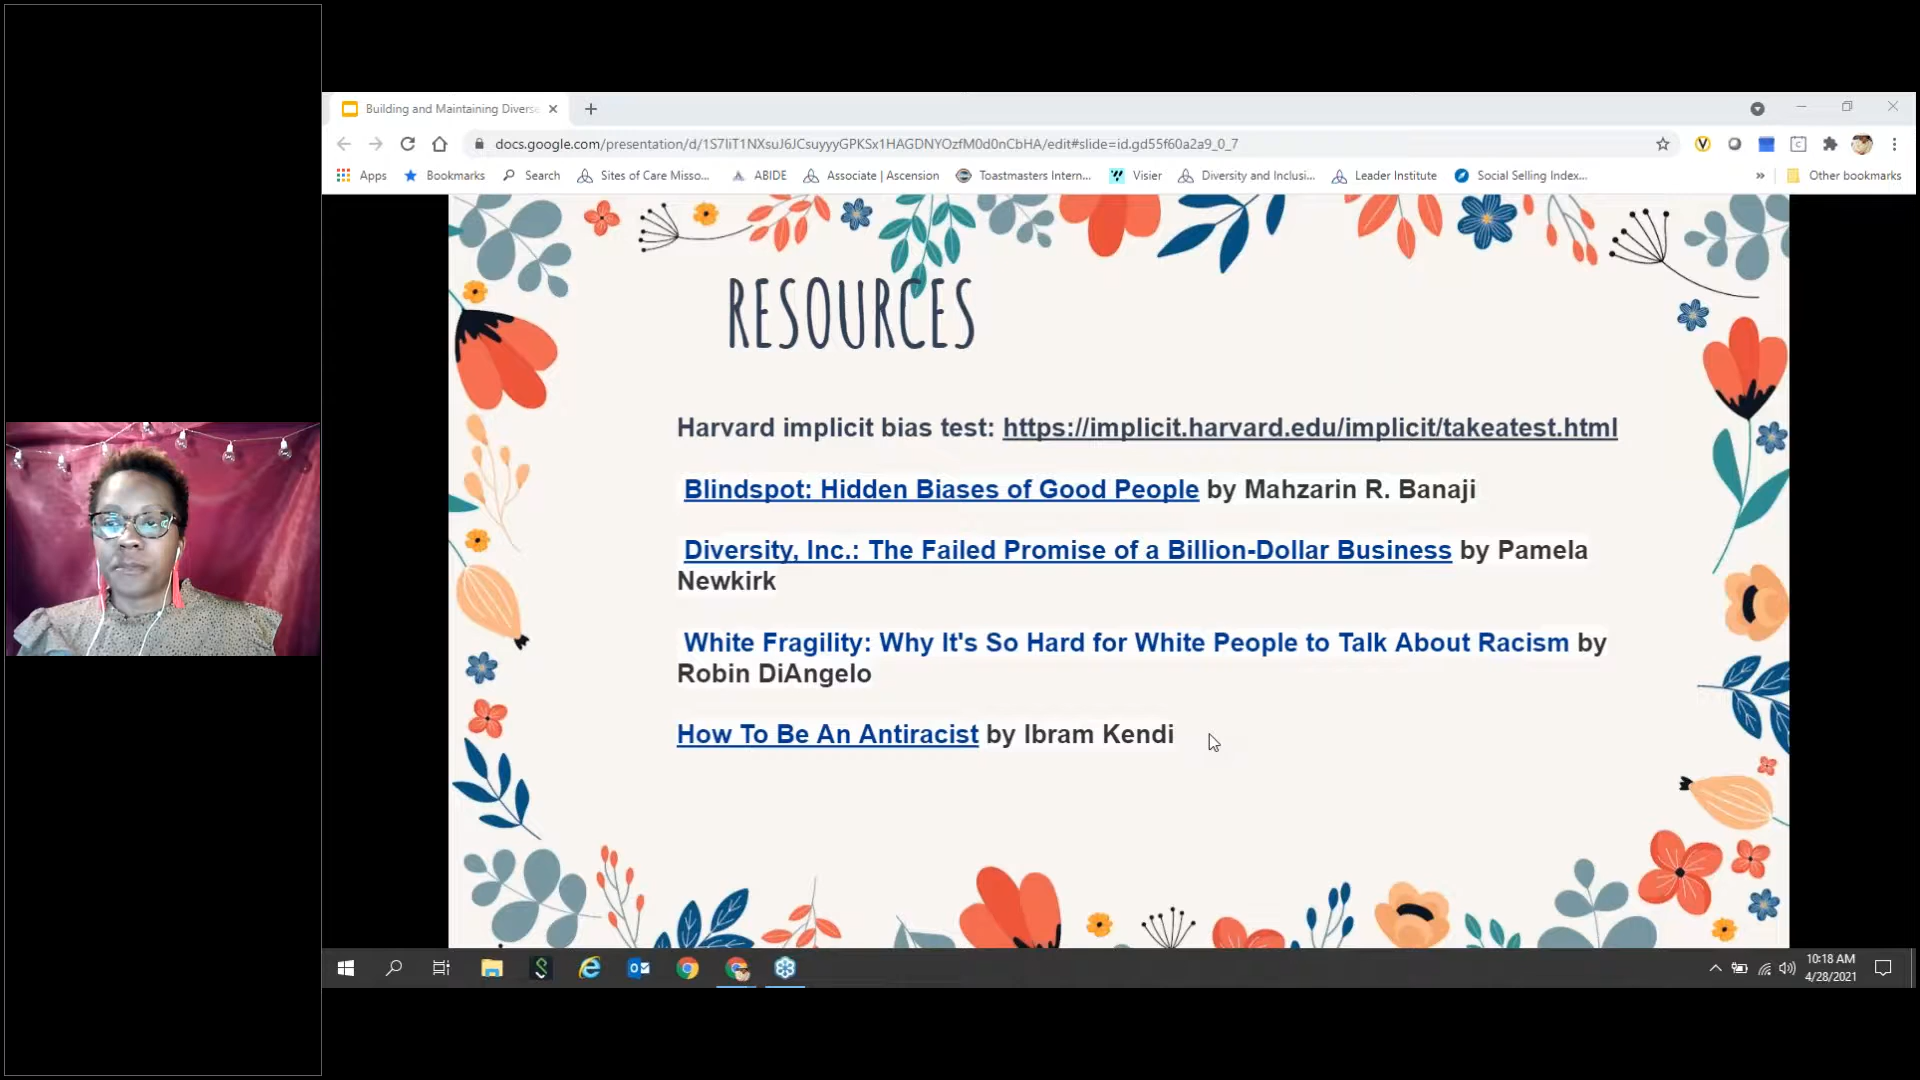 Building and Maintaining Diverse
docs.google.com/presentation/d/1S7IiT1NXsuJ6JCsuyyyGPKSx1HAGDNYOzfM0d0nCbHA/edit#slide=id.gd55f60a2a9_0_7
Apps Bookmarks Search Sites of Care Misso... ABIDE Associate | Ascension Toastmasters Intern... Visier Diversity and Inclusi... Leader Institute Social Selling Index... » Other bookmarks
RESOURCES
Harvard implicit bias test: https://implicit.harvard.edu/implicit/takeatest.html
Blindspot: Hidden Biases of Good People by Mahzarin R. Banaji
Diversity, Inc.: The Failed Promise of a Billion-Dollar Business by Pamela
Newkirk
White Fragility: Why It's So Hard for White People to Talk About Racism by
Robin DiAngelo
How To Be An Antiracist by Ibram Kendi
10:18 AM
4/28/2021